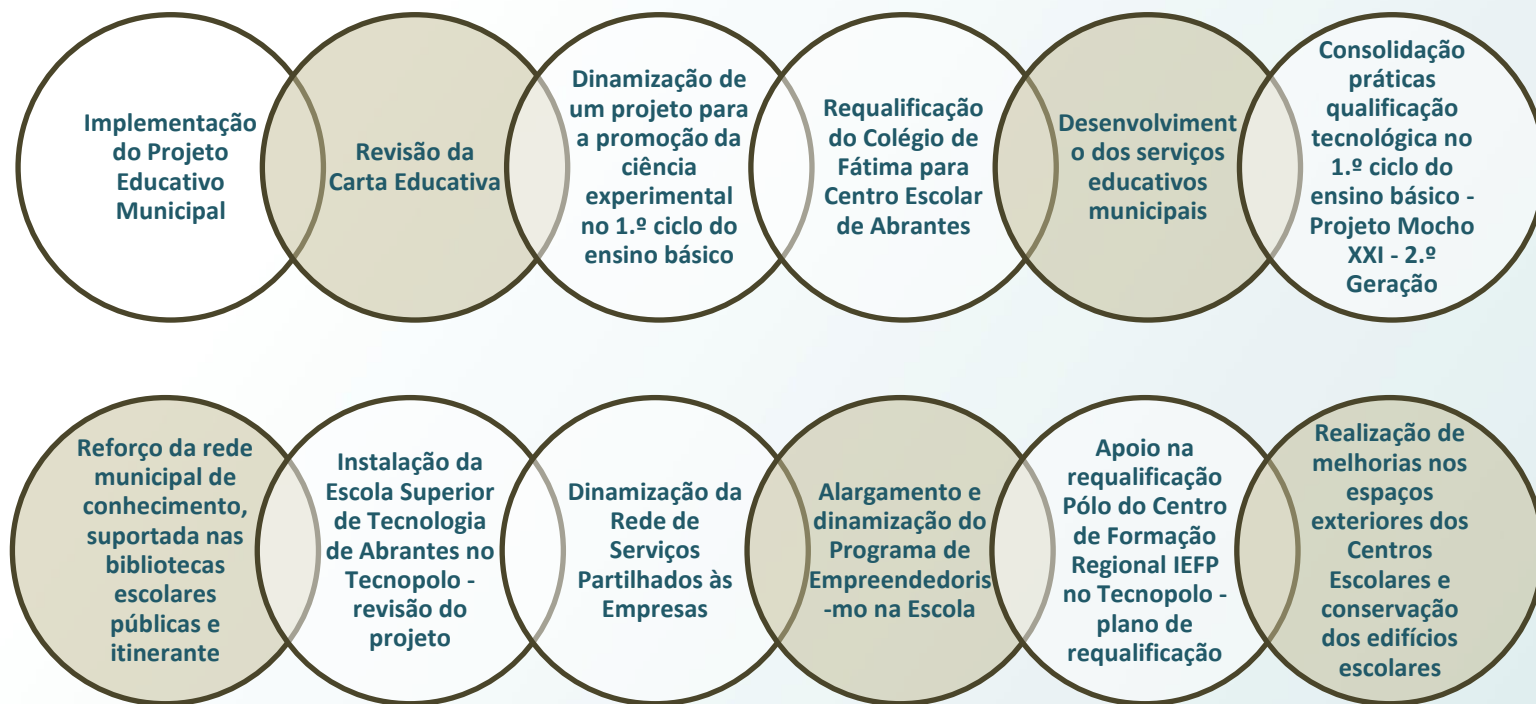 Implementação
do Projeto
Educativo
Municipal
Revisão da
Carta Educativa
Dinamização de
um projeto para
a promoção da
ciência
experimental
no 1.º ciclo do
ensino básico
Requalificação
do Colégio de
Fátima para
Centro Escolar
de Abrantes
Desenvolviment
o dos serviços
educativos
municipais
Consolidação
práticas
qualificação
tecnológica no
1.º ciclo do
ensino básico -
Projeto Mocho
XXI - 2.º
Geração
Reforço da rede
municipal de
conhecimento,
suportada nas
bibliotecas
escolares
públicas e
itinerante
Instalação da
Escola Superior
de Tecnologia
de Abrantes no
Tecnopolo -
revisão do
projeto
Dinamização da
Rede de
Serviços
Partilhados às
Empresas
Alargamento e
dinamização do
Programa de
Empreendedoris
-mo na Escola
Apoio na
requalificação
Pólo do Centro
de Formação
Regional IEFP
no Tecnopolo -
plano de
requalificação
Realização de
melhorias nos
espaços
exteriores dos
Centros
Escolares e
conservação
dos edifícios
escolares